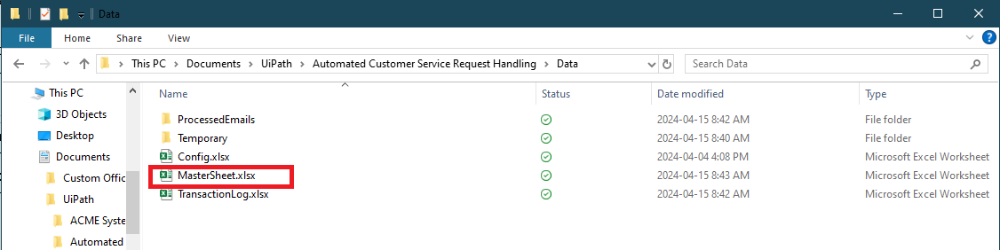 Data
File Home Share View
This PC Documents UiPath Automated Customer Service Request Handling Data Search Data
This PC
3D Objects
Desktop
Documents
Custom Offic
UiPath
ACME Syste
Automated
Name Status Date modified Type
ProcessedEmails 2024-04-15 8:42 AM File folder
Temporary 2024-04-15 8:40 AM File folder
Config.xlsx 2024-04-04 4:08 PM Microsoft Excel Worksheet
MasterSheet.xlsx 2024-04-15 8:43 AM Microsoft Excel Worksheet
TransactionLog.xlsx 2024-04-15 8:42 AM Microsoft Excel Worksheet